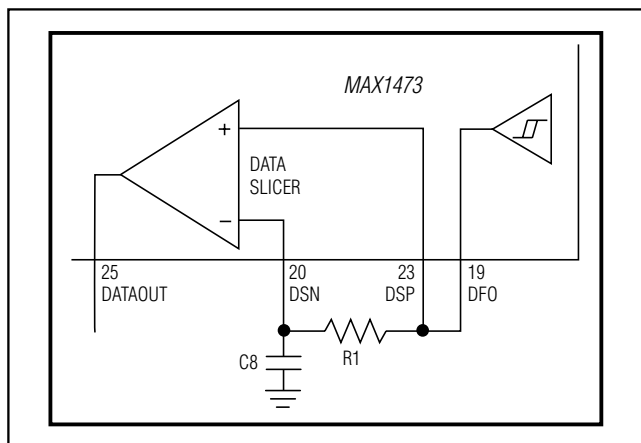 MAX1473
+
DATA
SLICER
−
25
DATAOUT
20
DSN
23
DSP
19
DFO
C8
R1